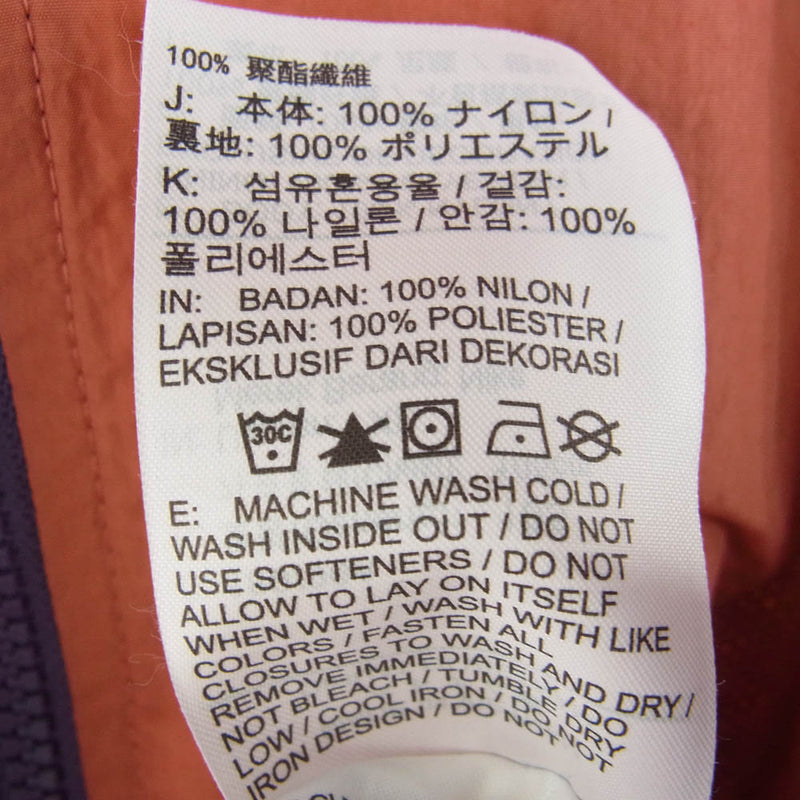 100% 聚酯纖維
J: 本体: 100% ナイロン /
裏地: 100% ポリエステル
K: 섬유혼용율 / 겉감:
100% 나일론 / 안감: 100%
폴리에스터
IN: BADAN: 100% NILON /
LAPISAN: 100% POLIESTER /
EKSKLUSIF DARI DEKORASI
30C
E: MACHINE WASH COLD /
WASH INSIDE OUT / DO NOT
USE SOFTENERS / DO NOT
ALLOW TO LAY ON ITSELF
WHEN WET / WASH WITH LIKE
COLORS / FASTEN ALL
CLOSURES TO WASH AND DRY /
REMOVE IMMEDIATELY / DO
NOT BLEACH / TUMBLE DRY
LOW / COOL IRON / DO NOT
IRON DESIGN / DO NOT